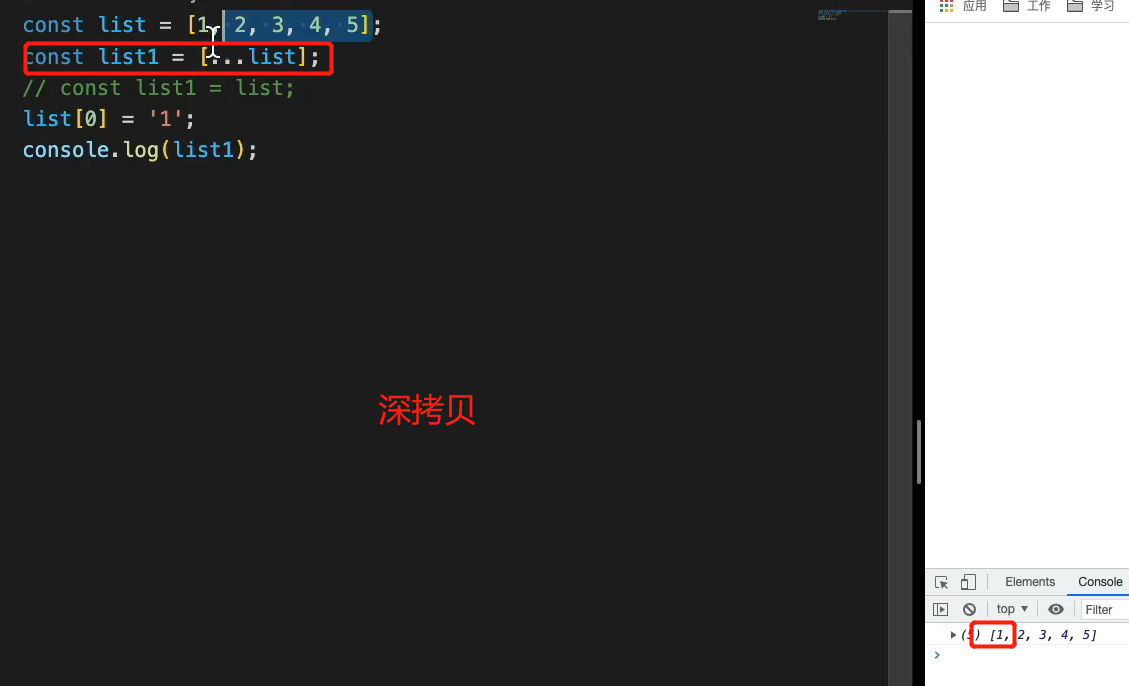 const list = [1, 2, 3, 4, 5];
const list1 = [...list];
// const list1 = list;
list[0] = '1';
console.log(list1);
深拷贝
应用 工作 学习
Elements Console
top ▼ Filter
(5) [1, 2, 3, 4, 5]